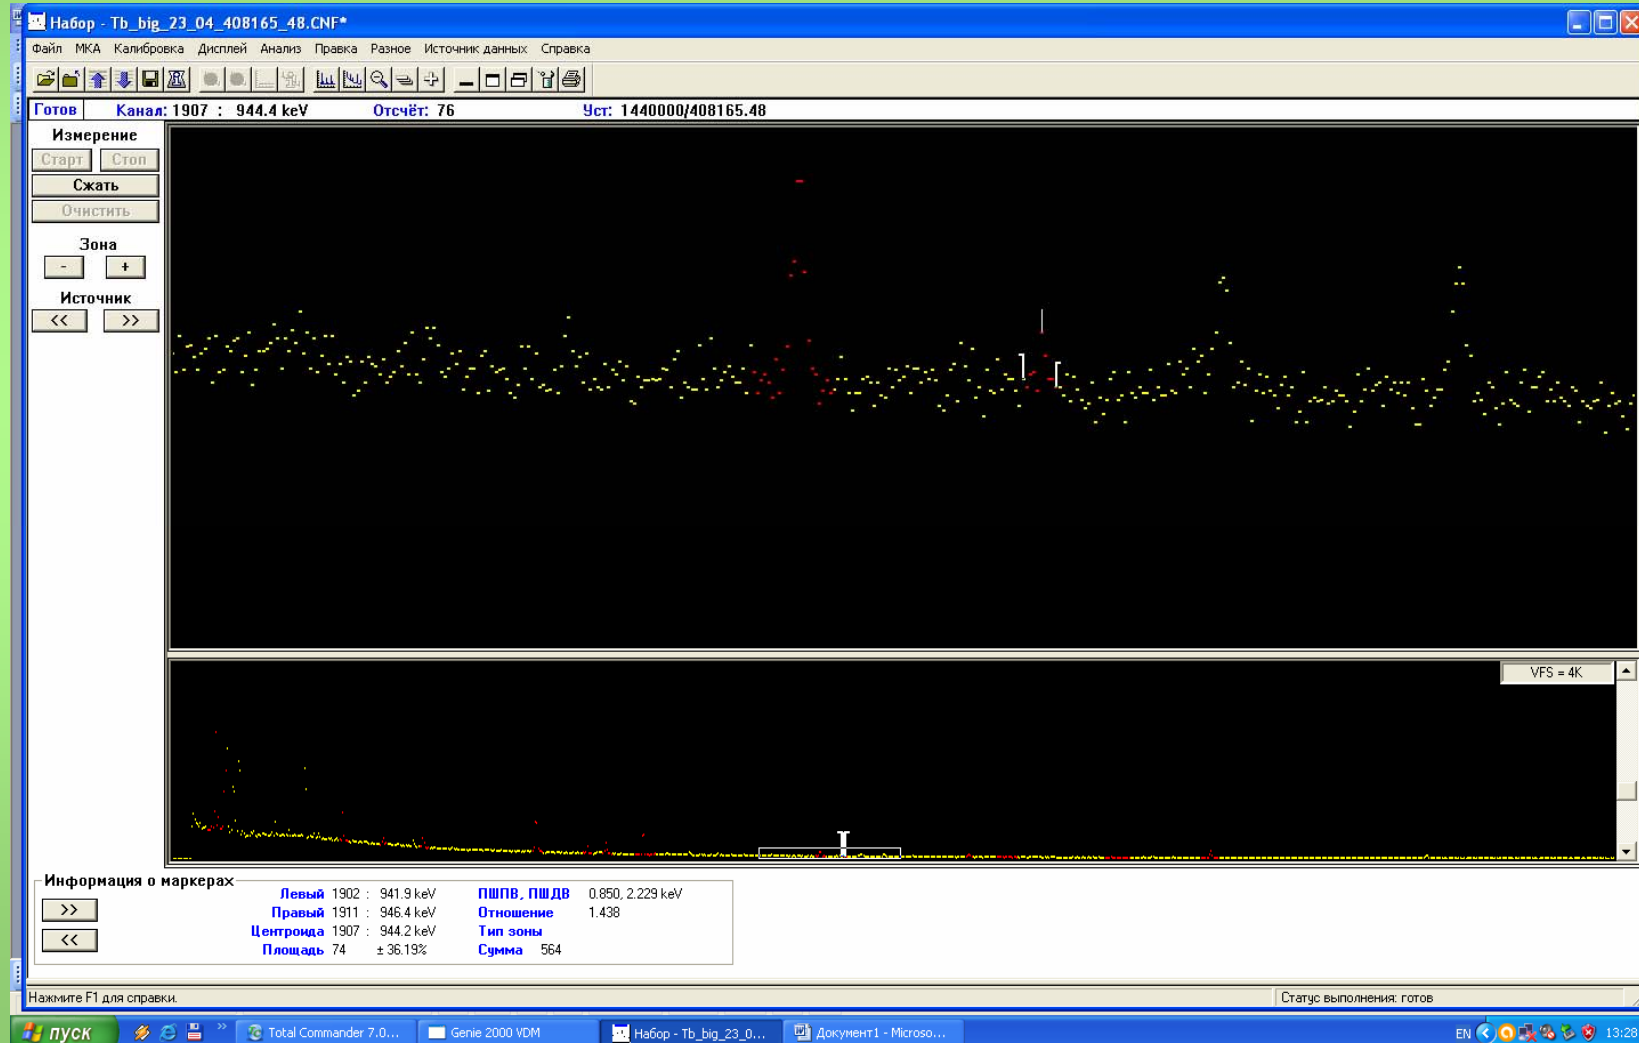 Набор - Tb_big_23_04_408165_48.CNF*
Файл МКА Калибровка Дисплей Анализ Правка Разное Источник данных Справка
Готов Канал: 1907 : 944.4 keV Отсчёт: 76 Уст: 1440000/408165.48
Измерение
Старт Стоп
Сжать
Очистить
Зона
- +
Источник
<< >>
VFS = 4K
Информация о маркерах
>>
<<
Левый 1902 : 941.9 keV ПШПВ, ПШДВ 0.850, 2.229 keV
Правый 1911 : 946.4 keV Отношение 1.438
Центроида 1907 : 944.2 keV Тип зоны
Площадь 74 ± 36.19% Сумма 564
Нажмите F1 для справки. Статус выполнения: готов
пуск » Total Commander 7.0... Genie 2000 VDM Набор - Tb_big_23_0... Документ1 - Microso... EN 13:28